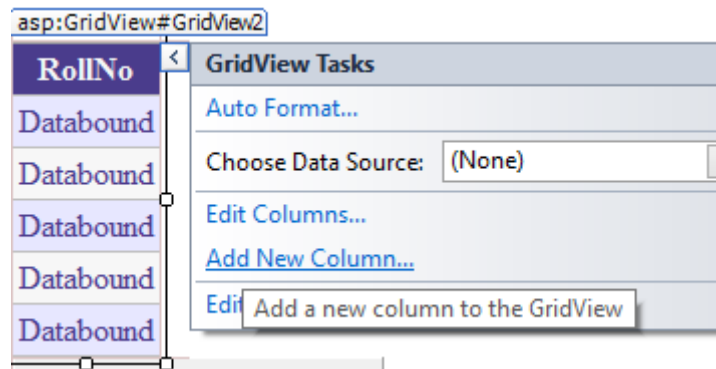 asp:GridView#GridView2
RollNo
Databound
Databound
Databound
Databound
Databound
<
GridView Tasks
Auto Format...
Choose Data Source: (None)
Edit Columns...
Add New Column...
Edit
Add a new column to the GridView